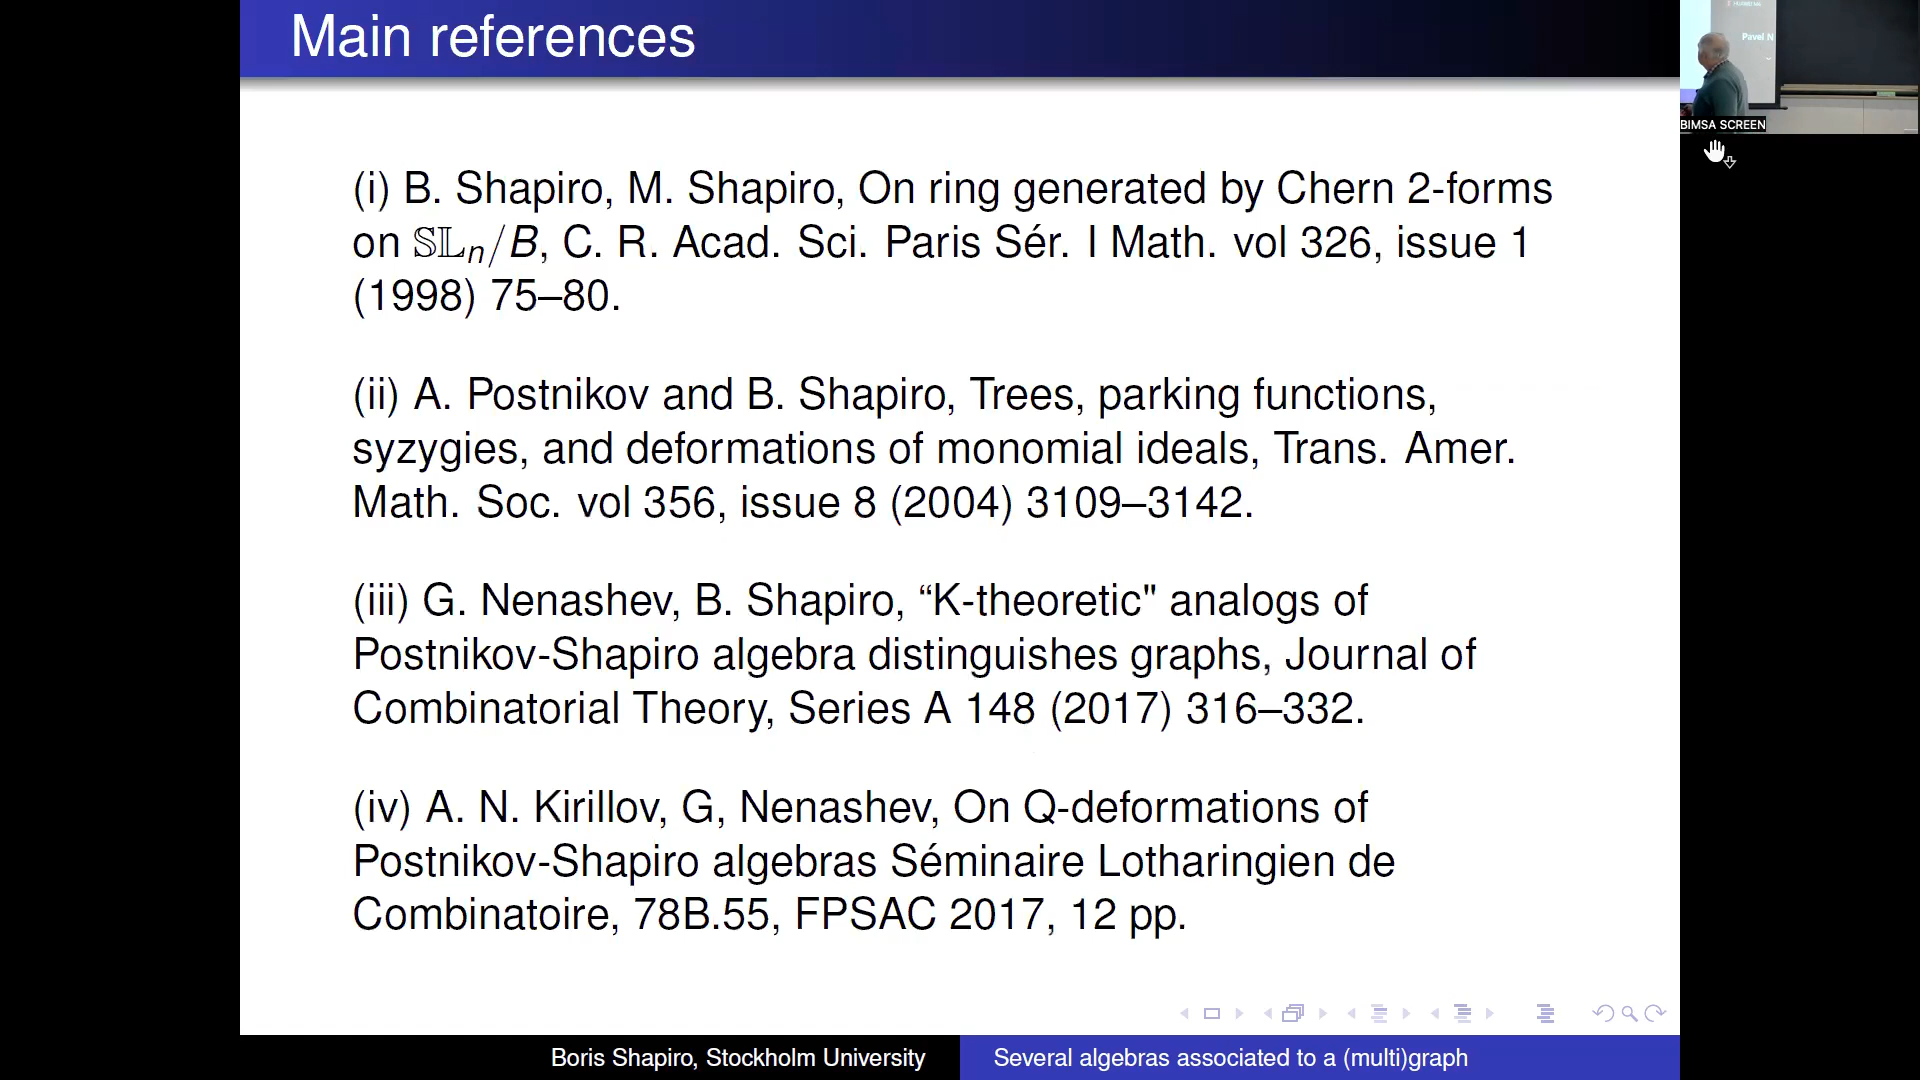 Main references
Pavel N
BIMSA SCREEN
(i) B. Shapiro, M. Shapiro, On ring generated by Chern 2-forms
on 𝕊𝕃n/B, C. R. Acad. Sci. Paris Sér. I Math. vol 326, issue 1
(1998) 75–80.
(ii) A. Postnikov and B. Shapiro, Trees, parking functions,
syzygies, and deformations of monomial ideals, Trans. Amer.
Math. Soc. vol 356, issue 8 (2004) 3109–3142.
(iii) G. Nenashev, B. Shapiro, “K-theoretic" analogs of
Postnikov-Shapiro algebra distinguishes graphs, Journal of
Combinatorial Theory, Series A 148 (2017) 316–332.
(iv) A. N. Kirillov, G, Nenashev, On Q-deformations of
Postnikov-Shapiro algebras Séminaire Lotharingien de
Combinatoire, 78B.55, FPSAC 2017, 12 pp.
Boris Shapiro, Stockholm University
Several algebras associated to a (multi)graph